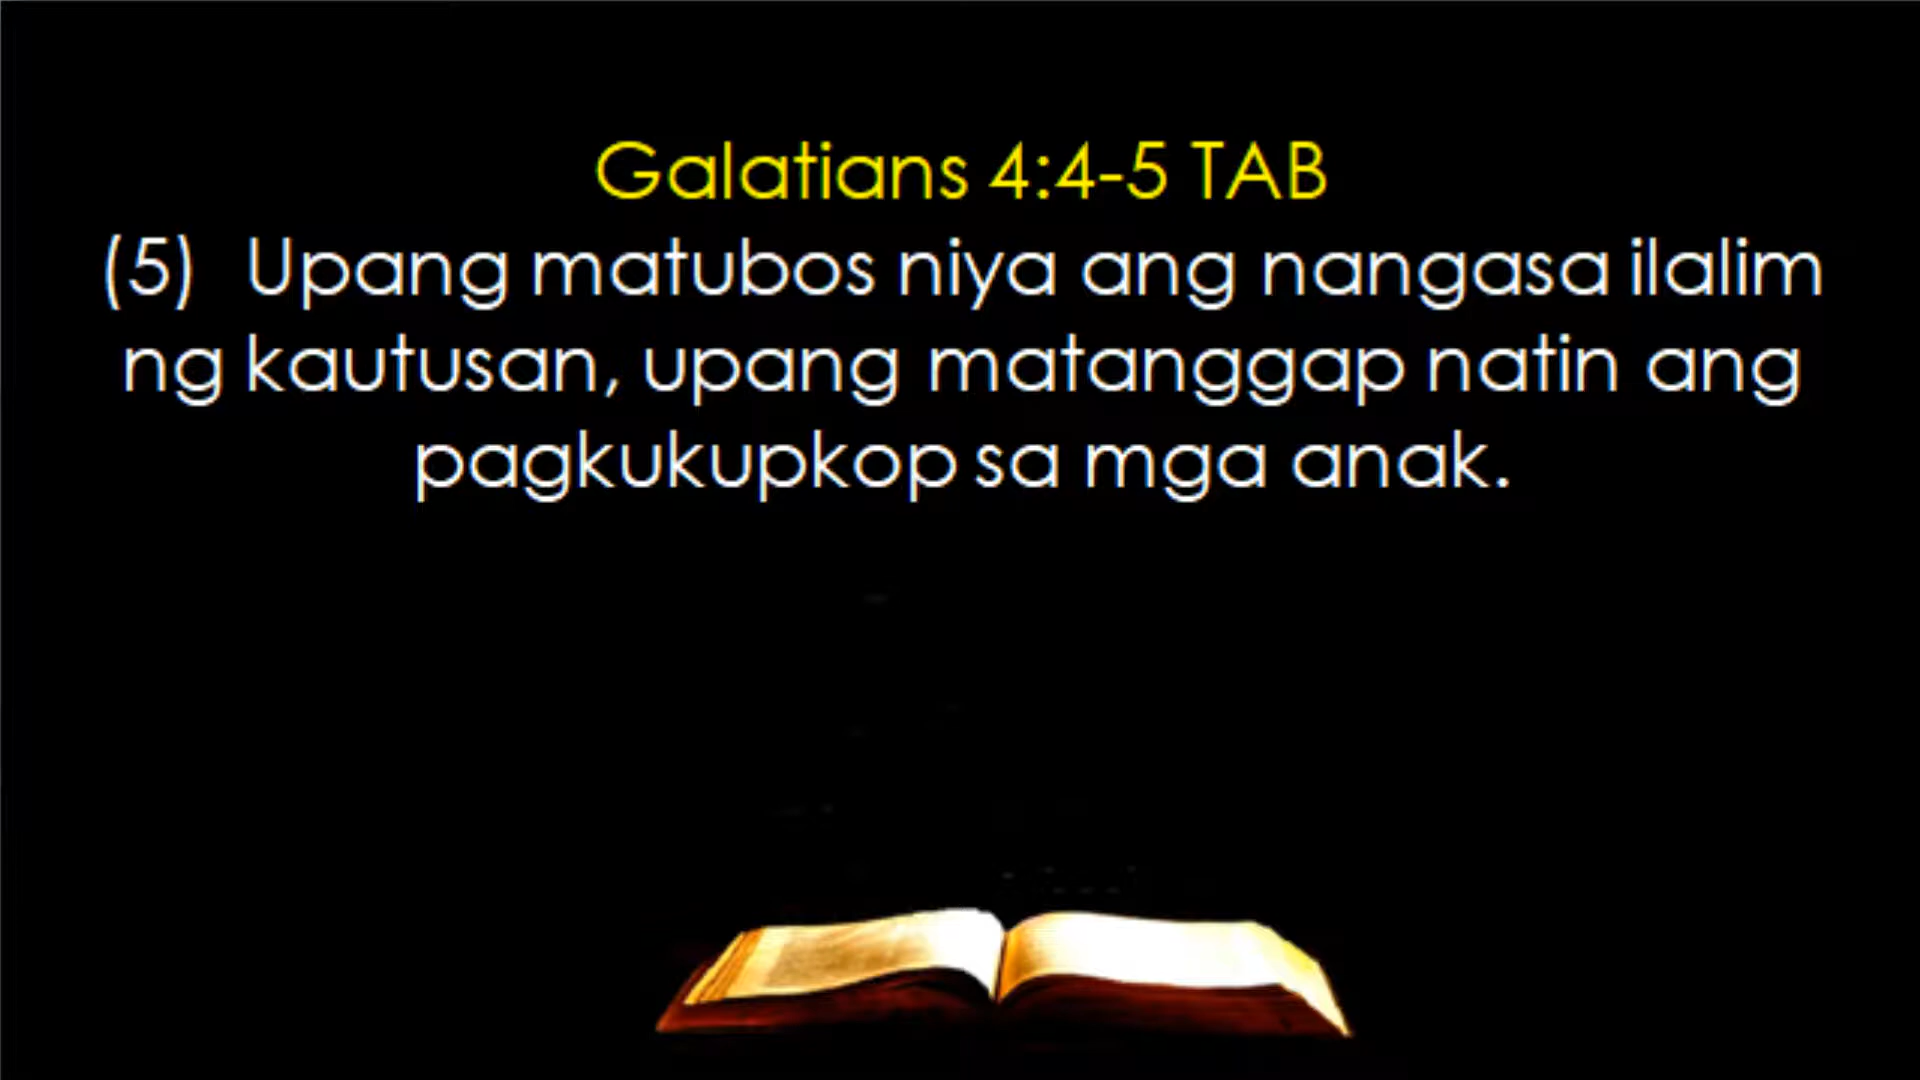 Galatians 4:4-5 TAB
(5) Upang matubos niya ang nangasa ilalim
ng kautusan, upang matanggap natin ang
pagkukupkop sa mga anak.